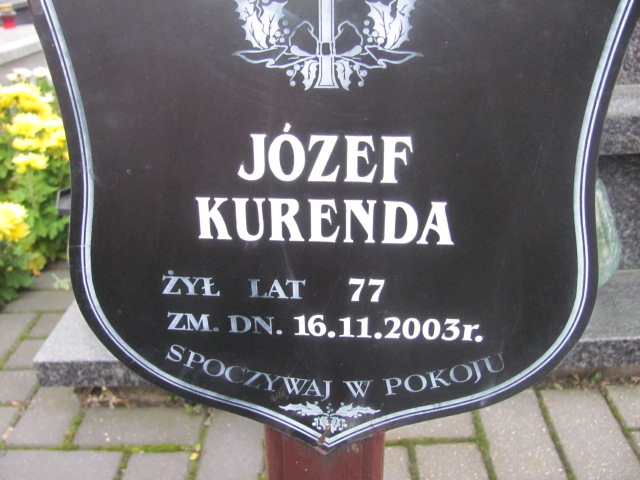 JÓZEF
KURENDA
ŻYŁ LAT 77
ZM. DN. 16.11.2003r.
SPOCZYWAJ W POKOJU